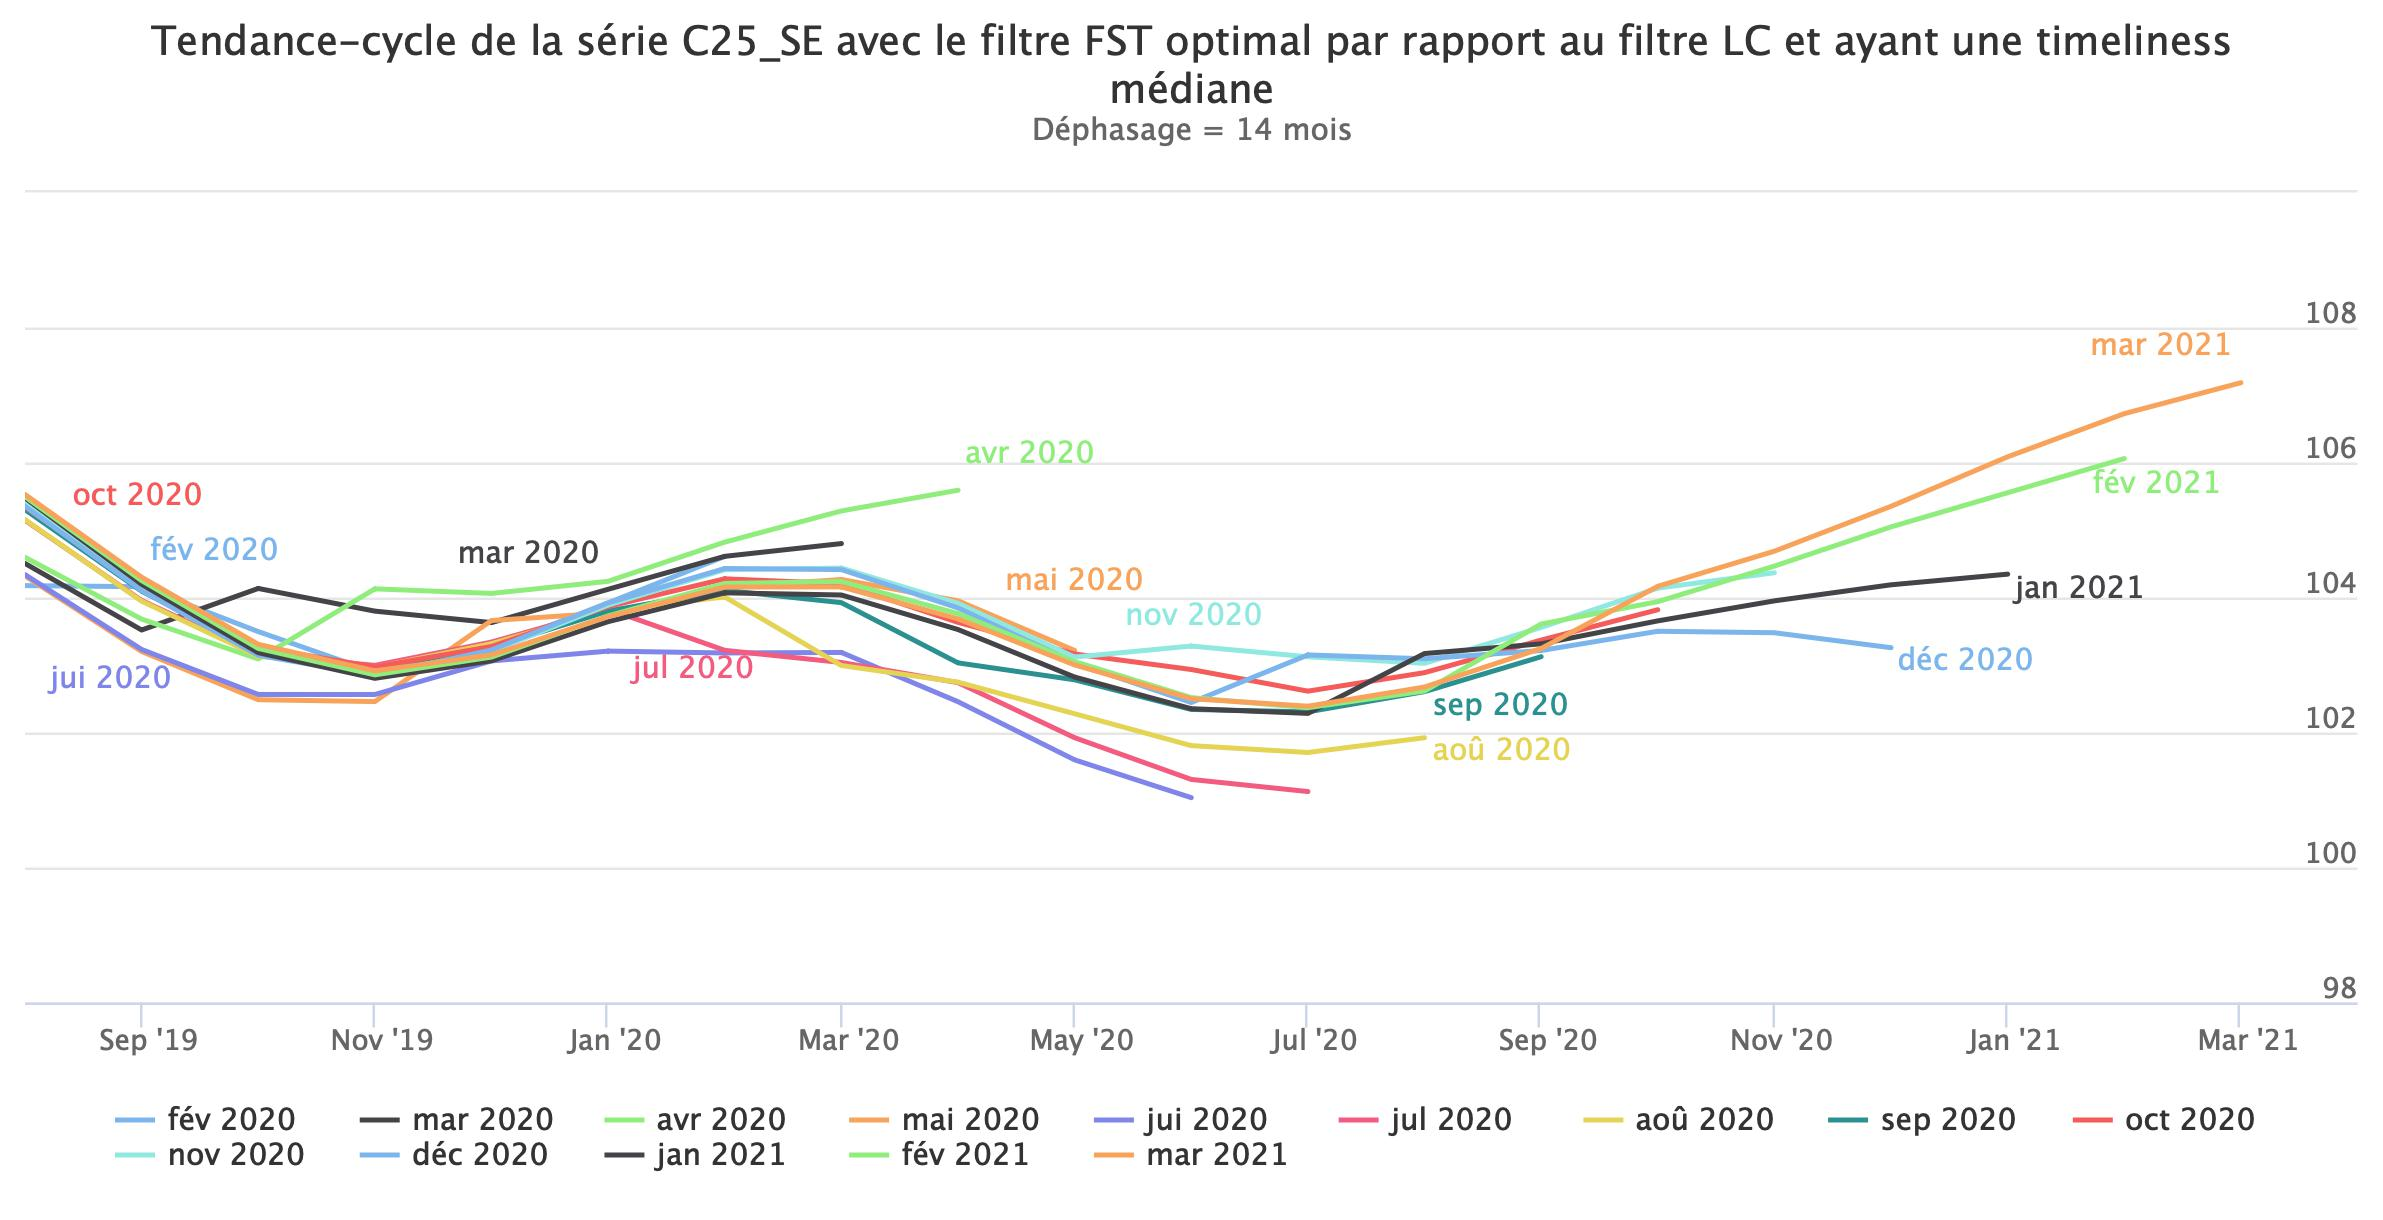 Tendance-cycle de la série C25_SE avec le filtre FST optimal par rapport au filtre LC et ayant une timeliness
médiane
Déphasage = 14 mois
108
mar 2021
106
avr 2020
fév 2021
oct 2020
fév 2020
mar 2020
mai 2020
104
jan 2021
nov 2020
déc 2020
jul 2020
jui 2020
sep 2020
102
aoû 2020
100
98
Sep '19 Nov '19 Jan '20 Mar '20 May '20 Jul '20 Sep '20 Nov '20 Jan '21 Mar '21
fév 2020 mar 2020 avr 2020 mai 2020 jui 2020 jul 2020 aoû 2020 sep 2020 oct 2020
nov 2020 déc 2020 jan 2021 fév 2021 mar 2021